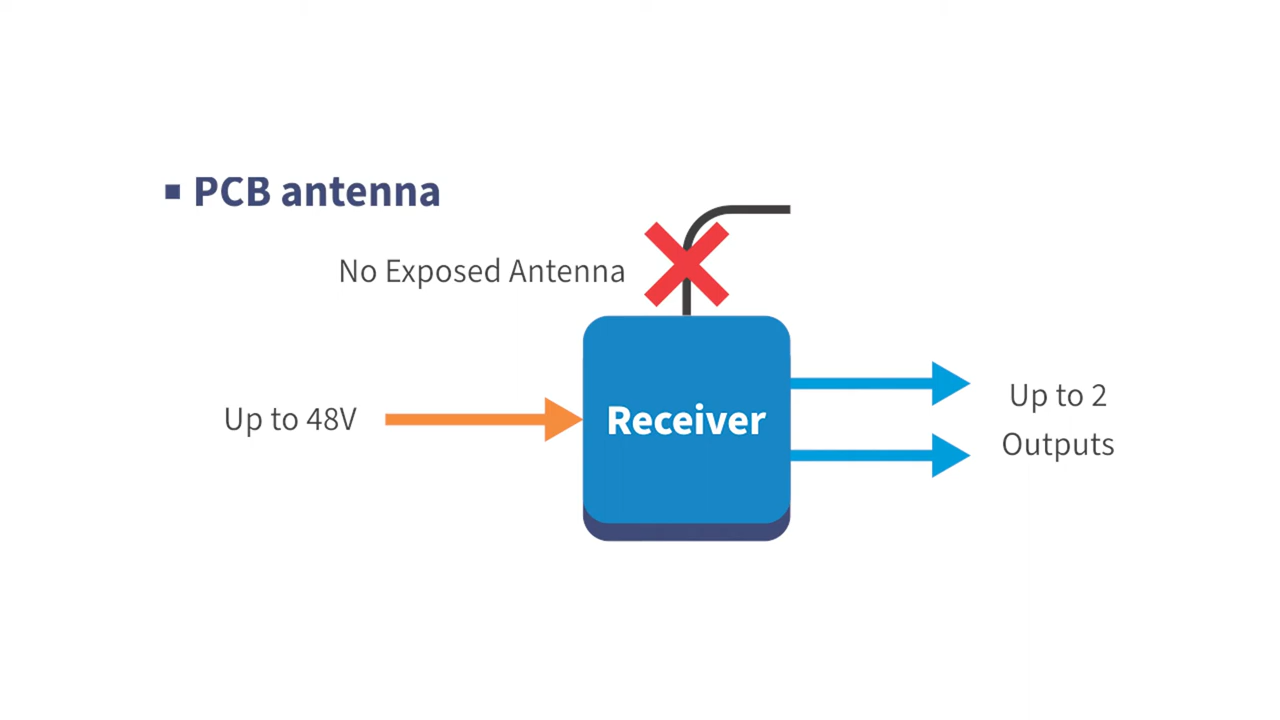 PCB antenna
No Exposed Antenna
Up to 48V
Receiver
Up to 2
Outputs